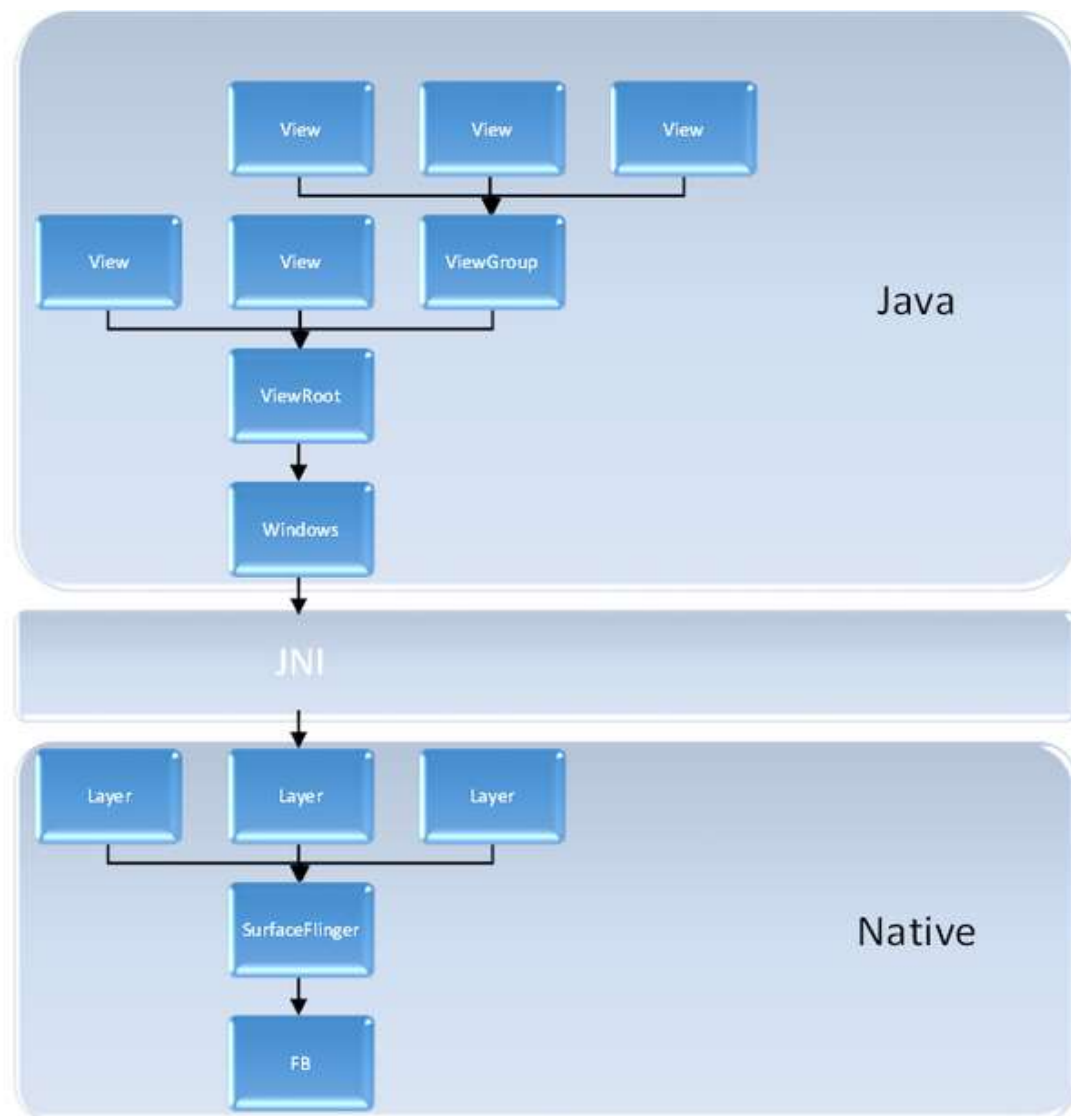 View
View
View
View
View
ViewGroup
Java
ViewRoot
Windows
JNI
Layer
Layer
Layer
SurfaceFlinger
Native
FB